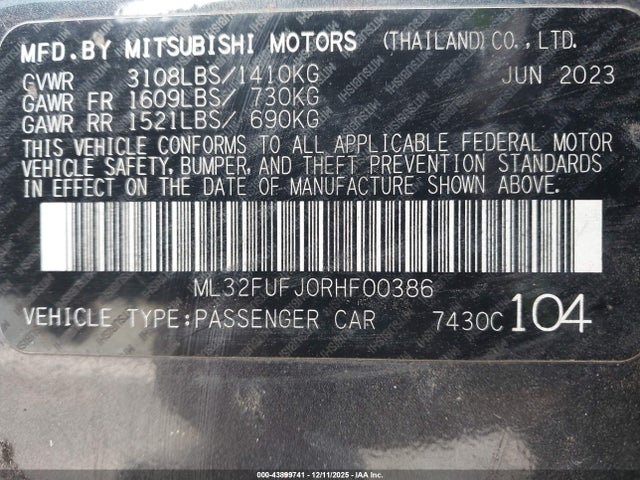 MFD. BY MITSUBISHI MOTORS (THAILAND) CO., LTD.
GVWR 3108LBS/1410KG JUN 2023
GAWR FR 1609LBS/ 730KG
GAWR RR 1521LBS/ 690KG
THIS VEHICLE CONFORMS TO ALL APPLICABLE FEDERAL MOTOR
VEHICLE SAFETY, BUMPER, AND THEFT PREVENTION STANDARDS
IN EFFECT ON THE DATE OF MANUFACTURE SHOWN ABOVE.
ML32FUFJ0RHF00386
VEHICLE TYPE:PASSENGER CAR 7430C 104
000-43899741 - 12/11/2025 - IAA Corp.